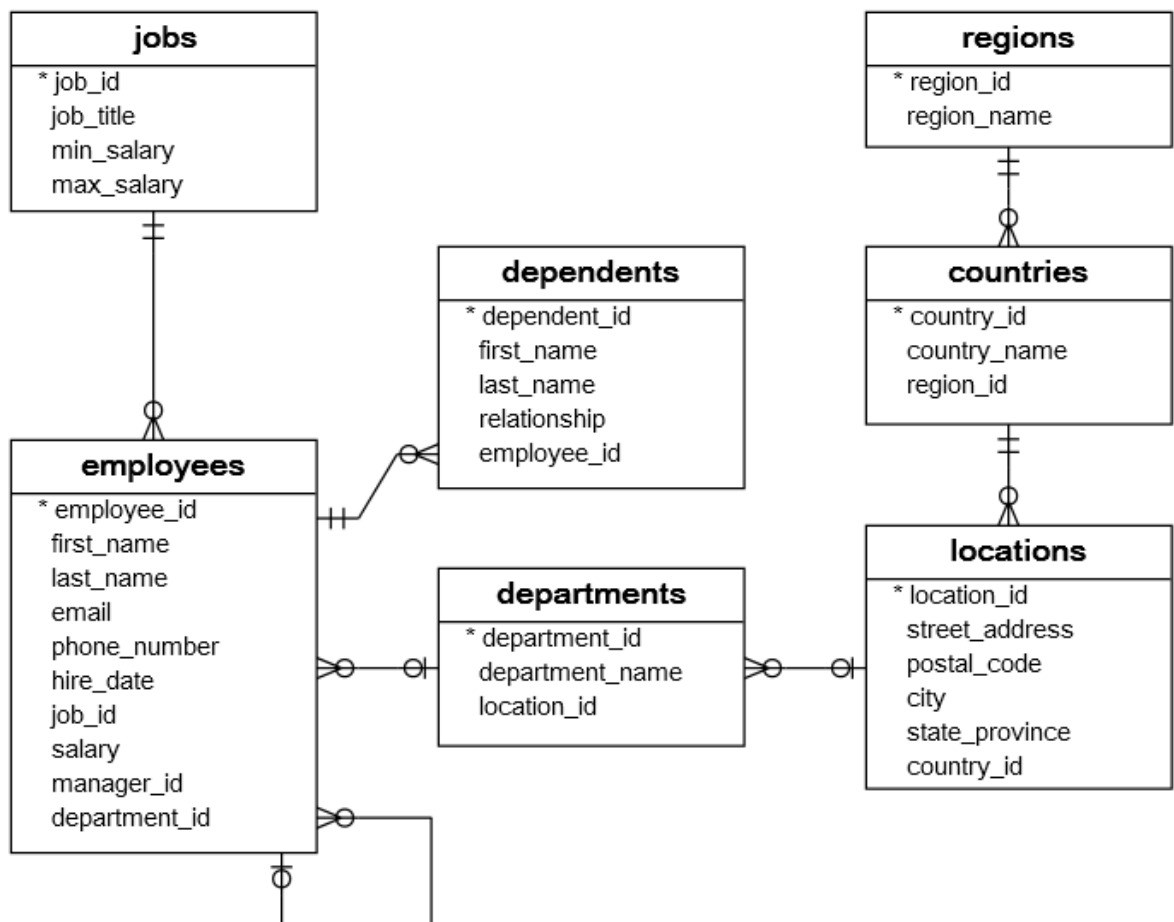 jobs
* job_id
job_title
min_salary
max_salary
regions
* region_id
region_name
dependents
* dependent_id
first_name
last_name
relationship
employee_id
countries
* country_id
country_name
region_id
employees
* employee_id
first_name
last_name
email
phone_number
hire_date
job_id
salary
manager_id
department_id
departments
* department_id
department_name
location_id
locations
* location_id
street_address
postal_code
city
state_province
country_id